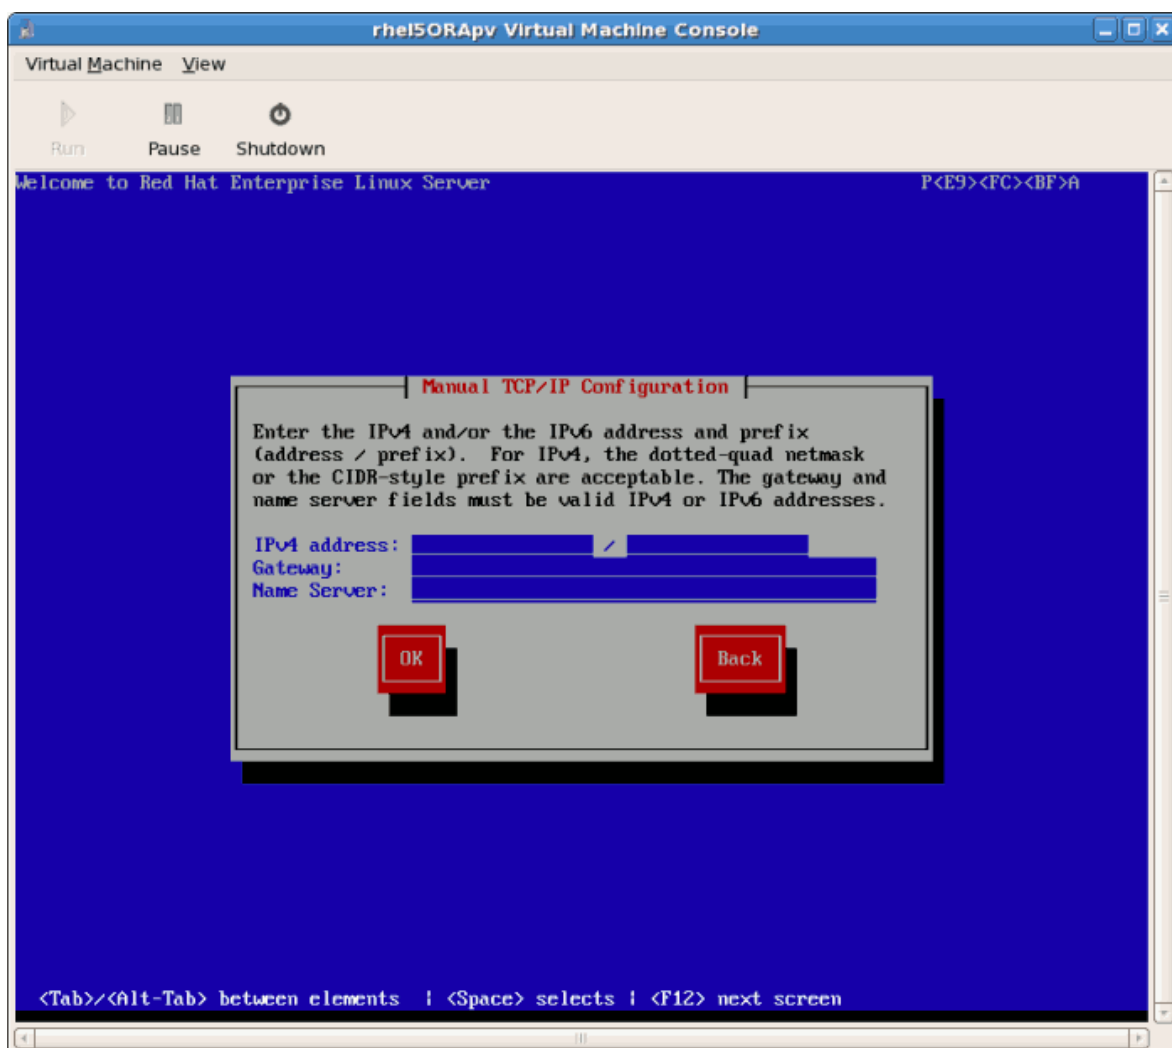 rhel5ORApv Virtual Machine Console
Virtual Machine View
Run Pause Shutdown
Welcome to Red Hat Enterprise Linux Server P<E9><FC><BF>A
Manual TCP/IP Configuration
Enter the IPv4 and/or the IPv6 address and prefix
(address / prefix). For IPv4, the dotted-quad netmask
or the CIDR-style prefix are acceptable. The gateway and
name server fields must be valid IPv4 or IPv6 addresses.
IPv4 address: /
Gateway:
Name Server:
OK Back
<Tab>/<Alt-Tab> between elements | <Space> selects | <F12> next screen